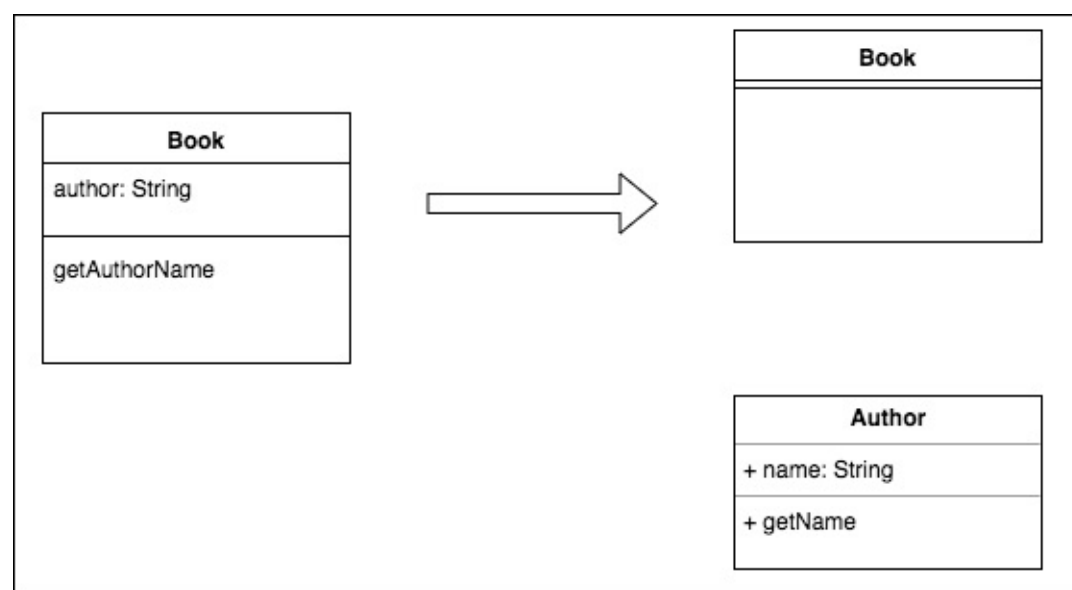 Book
author: String
getAuthorName
Book
Author
+ name: String
+ getName